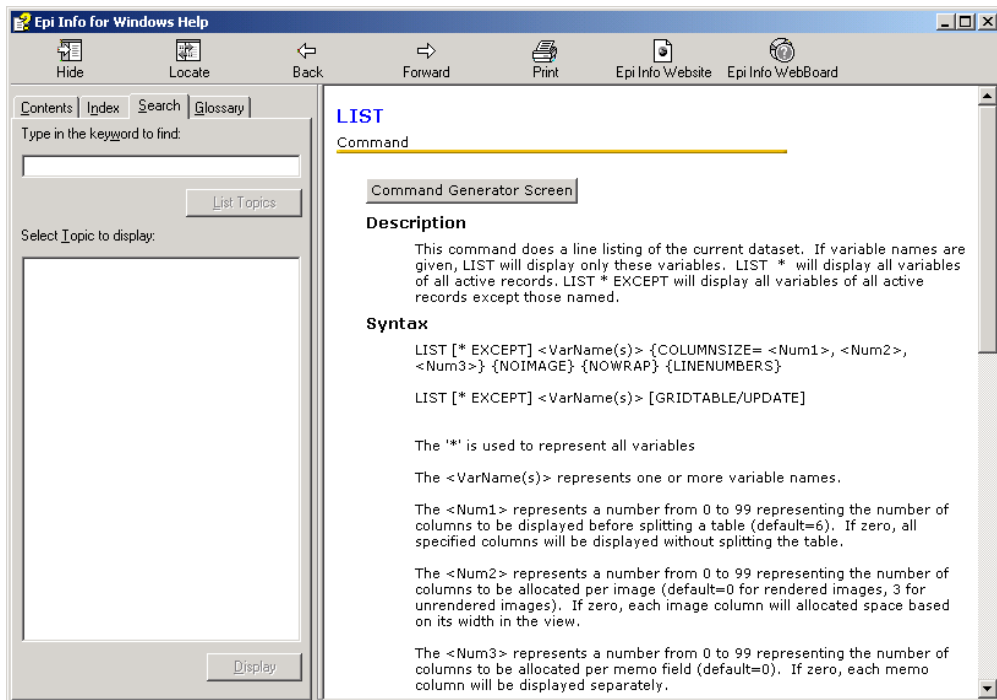 Epi Info for Windows Help
Hide Locate Back Forward Print Epi Info Website Epi Info WebBoard
Contents Index Search Glossary
Type in the keyword to find:
List Topics
Select Topic to display:
Display
LIST
Command
Command Generator Screen
Description
This command does a line listing of the current dataset. If variable names are
given, LIST will display only these variables. LIST * will display all variables
of all active records. LIST * EXCEPT will display all variables of all active
records except those named.
Syntax
LIST [* EXCEPT] <VarName(s)> {COLUMNSIZE= <Num1>, <Num2>,
<Num3>} {NOIMAGE} {NOWRAP} {LINENUMBERS}
LIST [* EXCEPT] <VarName(s)> [GRIDTABLE/UPDATE]
The '*' is used to represent all variables
The <VarName(s)> represents one or more variable names.
The <Num1> represents a number from 0 to 99 representing the number of
columns to be displayed before splitting a table (default=6). If zero, all
specified columns will be displayed without splitting the table.
The <Num2> represents a number from 0 to 99 representing the number of
columns to be allocated per image (default=0 for rendered images, 3 for
unrendered images). If zero, each image column will allocated space based
on its width in the view.
The <Num3> represents a number from 0 to 99 representing the number of
columns to be allocated per memo field (default=0). If zero, each memo
column will be displayed separately.